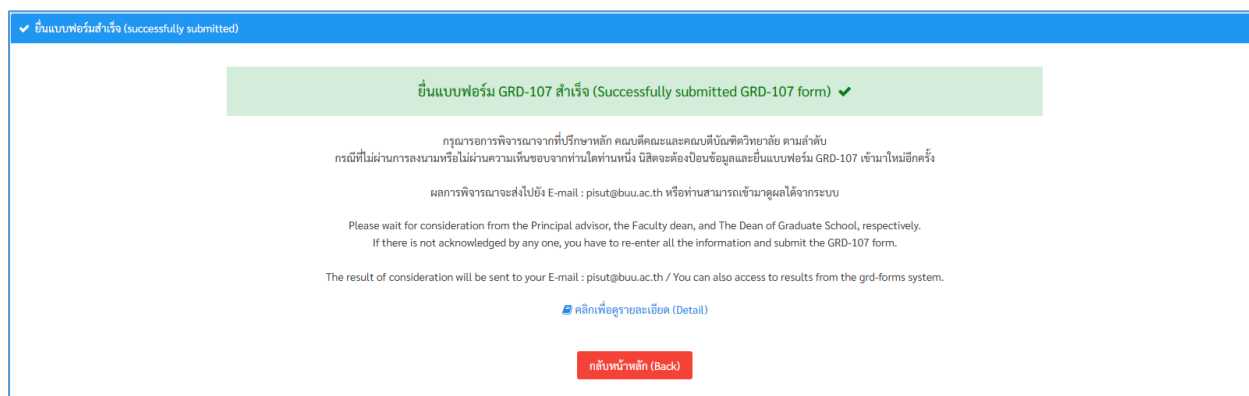 ยื่นแบบฟอร์มสำเร็จ (successfully submitted)
ยื่นแบบฟอร์ม GRD-107 สำเร็จ (Successfully submitted GRD-107 form)
กรุณารอการพิจารณาจากที่ปรึกษาหลัก คณบดีคณะและคณบดีบัณฑิตวิทยาลัย ตามลำดับ
กรณีที่ไม่ผ่านการลงนามหรือไม่ผ่านความเห็นชอบจากท่านใดท่านหนึ่ง นิสิตจะต้องป้อนข้อมูลและยื่นแบบฟอร์ม GRD-107 เข้ามาใหม่อีกครั้ง
ผลการพิจารณาจะส่งไปยัง E-mail : pisut@buu.ac.th หรือท่านสามารถเข้ามาดูผลได้จากระบบ
Please wait for consideration from the Principal advisor, the Faculty dean, and The Dean of Graduate School, respectively.
If there is not acknowledged by any one, you have to re-enter all the information and submit the GRD-107 form.
The result of consideration will be sent to your E-mail : pisut@buu.ac.th / You can also access to results from the grd-forms system.
คลิกเพื่อดูรายละเอียด (Detail)
กลับหน้าหลัก (Back)